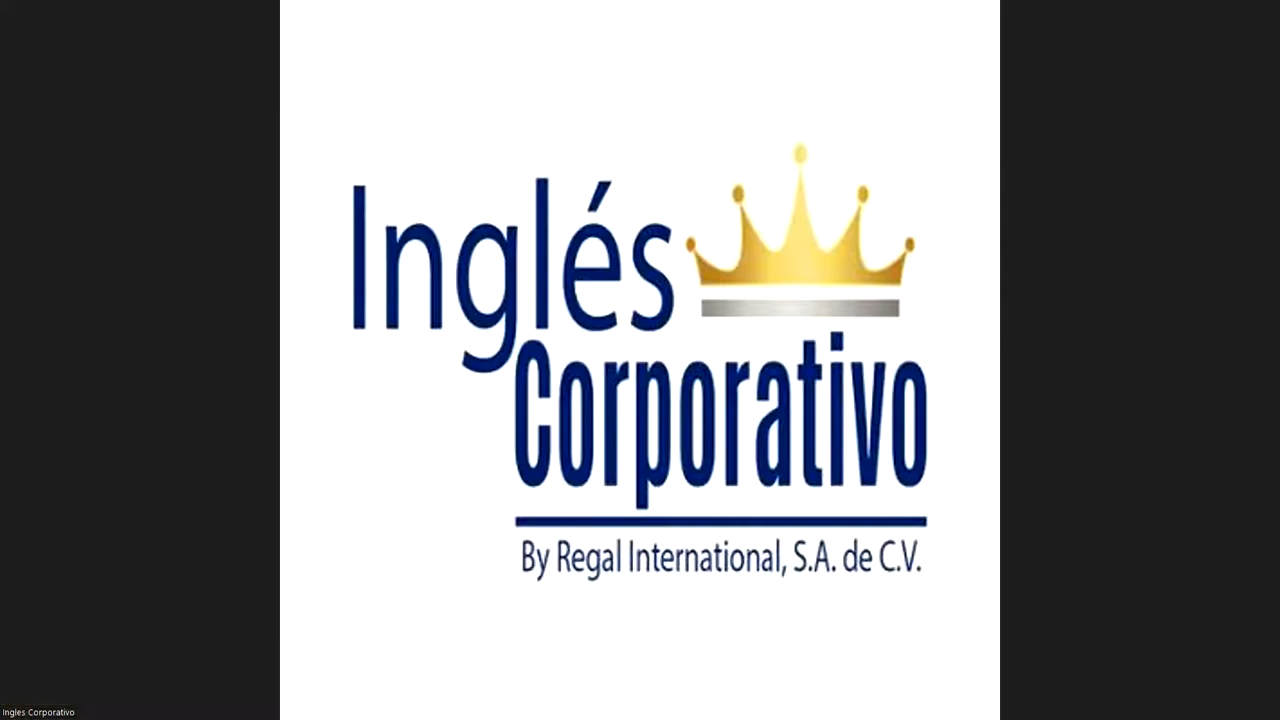 Inglés
Corporativo
By Regal International, S.A. de C.V.
Ingles Corporativo